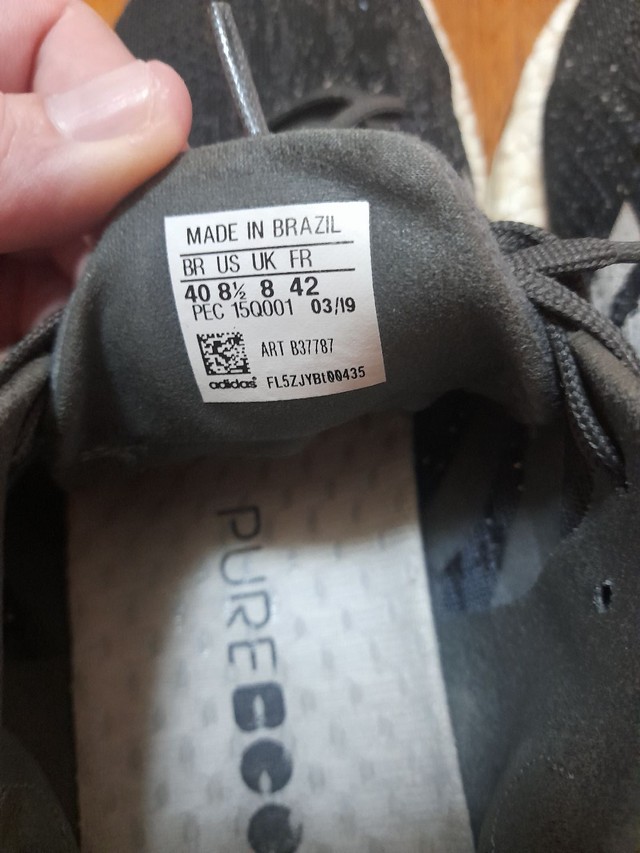 MADE IN BRAZIL
BR US UK FR
40 8½ 8 42
PEC 15Q001 03/19
ART B37787
adidas FL5ZJYBt00435
PURE